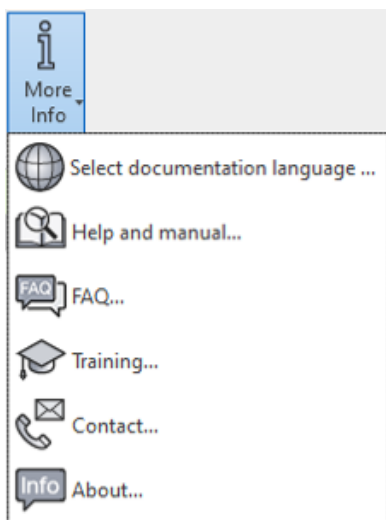 More
Info
Select documentation language ...
Help and manual...
FAQ
FAQ...
Training...
Contact...
Info
About...